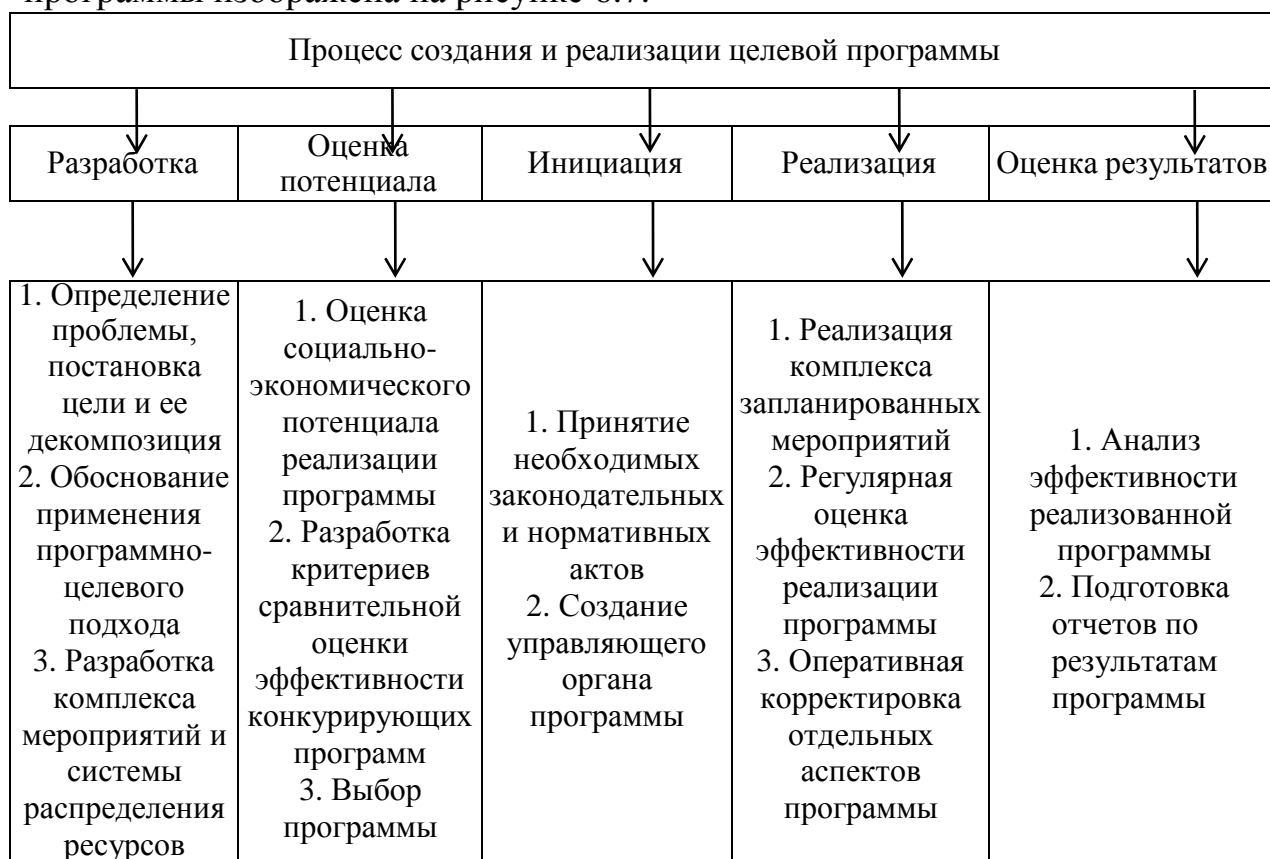 программы изображена на рисунке 6.7.
Процесс создания и реализации целевой программы
Разработка
Оценка
потенциала
Инициация
Реализация
Оценка результатов
1. Определение
проблемы,
постановка
цели и ее
декомпозиция
2. Обоснование
применения
программно-
целевого
подхода
3. Разработка
комплекса
мероприятий и
системы
распределения
ресурсов
1. Оценка
социально-
экономического
потенциала
реализации
программы
2. Разработка
критериев
сравнительной
оценки
эффективности
конкурирующих
программ
3. Выбор
программы
1. Принятие
необходимых
законодательных
и нормативных
актов
2. Создание
управляющего
органа
программы
1. Реализация
комплекса
запланированных
мероприятий
2. Регулярная
оценка
эффективности
реализации
программы
3. Оперативная
корректировка
отдельных
аспектов
программы
1. Анализ
эффективности
реализованной
программы
2. Подготовка
отчетов по
результатам
программы